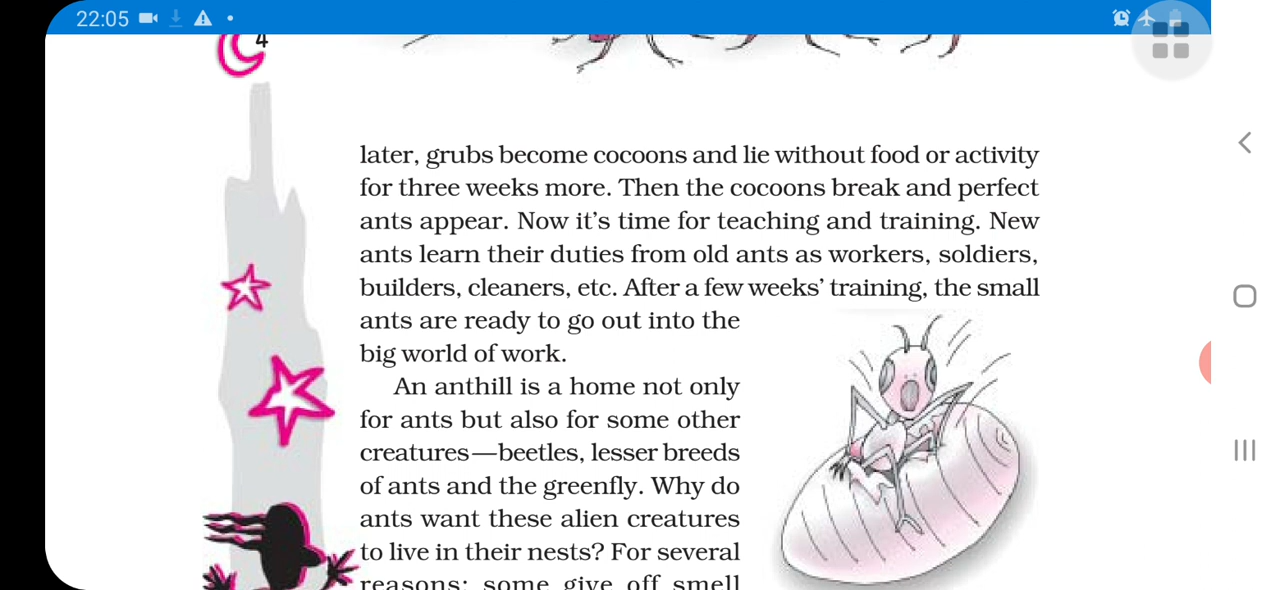 22:05
4
later, grubs become cocoons and lie without food or activity
for three weeks more. Then the cocoons break and perfect
ants appear. Now it's time for teaching and training. New
ants learn their duties from old ants as workers, soldiers,
builders, cleaners, etc. After a few weeks' training, the small
ants are ready to go out into the
big world of work.
An anthill is a home not only
for ants but also for some other
creatures—beetles, lesser breeds
of ants and the greenfly. Why do
ants want these alien creatures
to live in their nests? For several
reasons: some give off smell